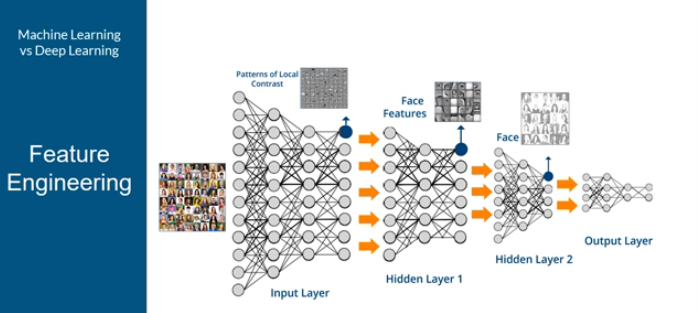 Machine Learning
vs Deep Learning
Feature
Engineering
Patterns of Local
Contrast
Face
Features
Face
Input Layer
Hidden Layer 1
Hidden Layer 2
Output Layer